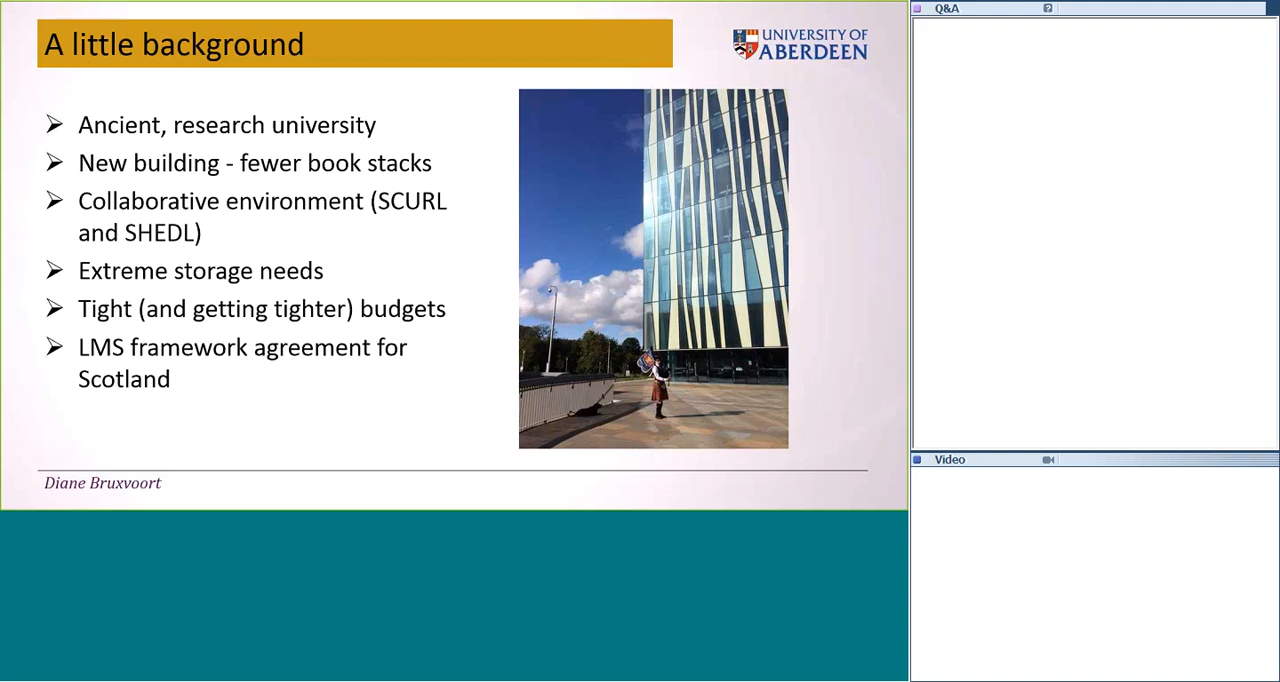 A little background
UNIVERSITY OF
ABERDEEN
➢ Ancient, research university
➢ New building - fewer book stacks
➢ Collaborative environment (SCURL
and SHEDL)
➢ Extreme storage needs
➢ Tight (and getting tighter) budgets
➢ LMS framework agreement for
Scotland
Diane Bruxvoort
Q&A
?
Video